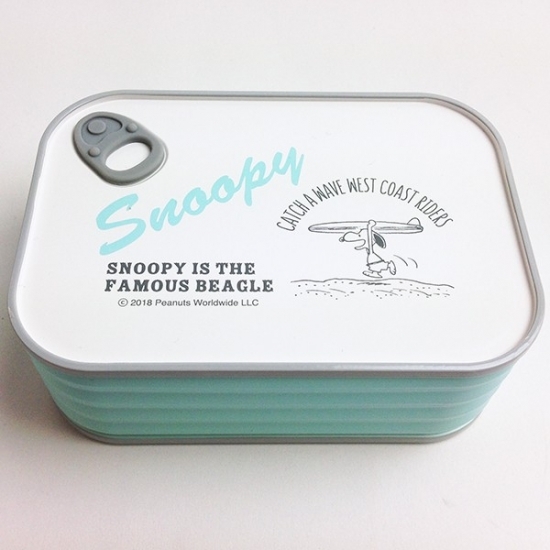 Snoopy
CATCH A WAVE WEST COAST RIDERS
SNOOPY IS THE
FAMOUS BEAGLE
© 2018 Peanuts Worldwide LLC